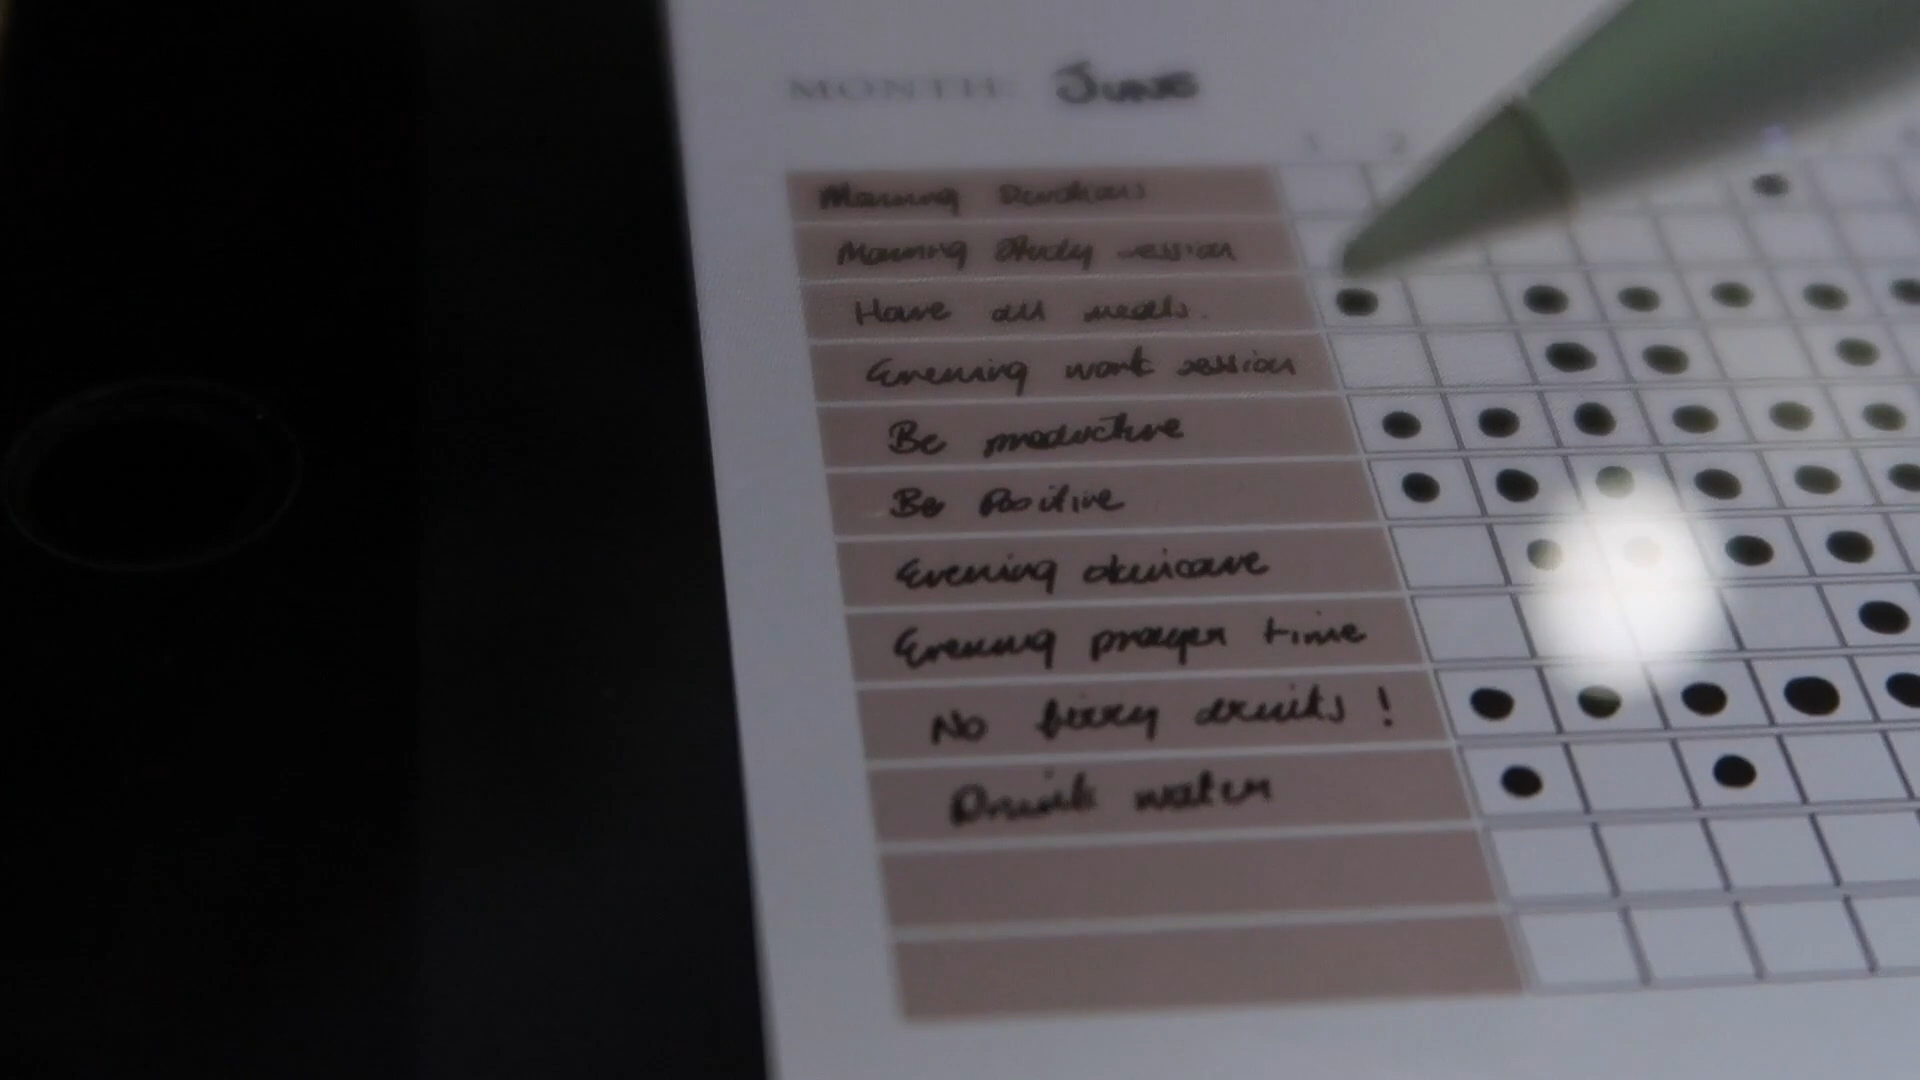 MONTH: June
1 2
Morning Devotions
Morning Study session
Have all meals.
Evening work session
Be productive
Be Positive
Evening skincare
Evening prayer time
No fizzy drinks!
Drink water